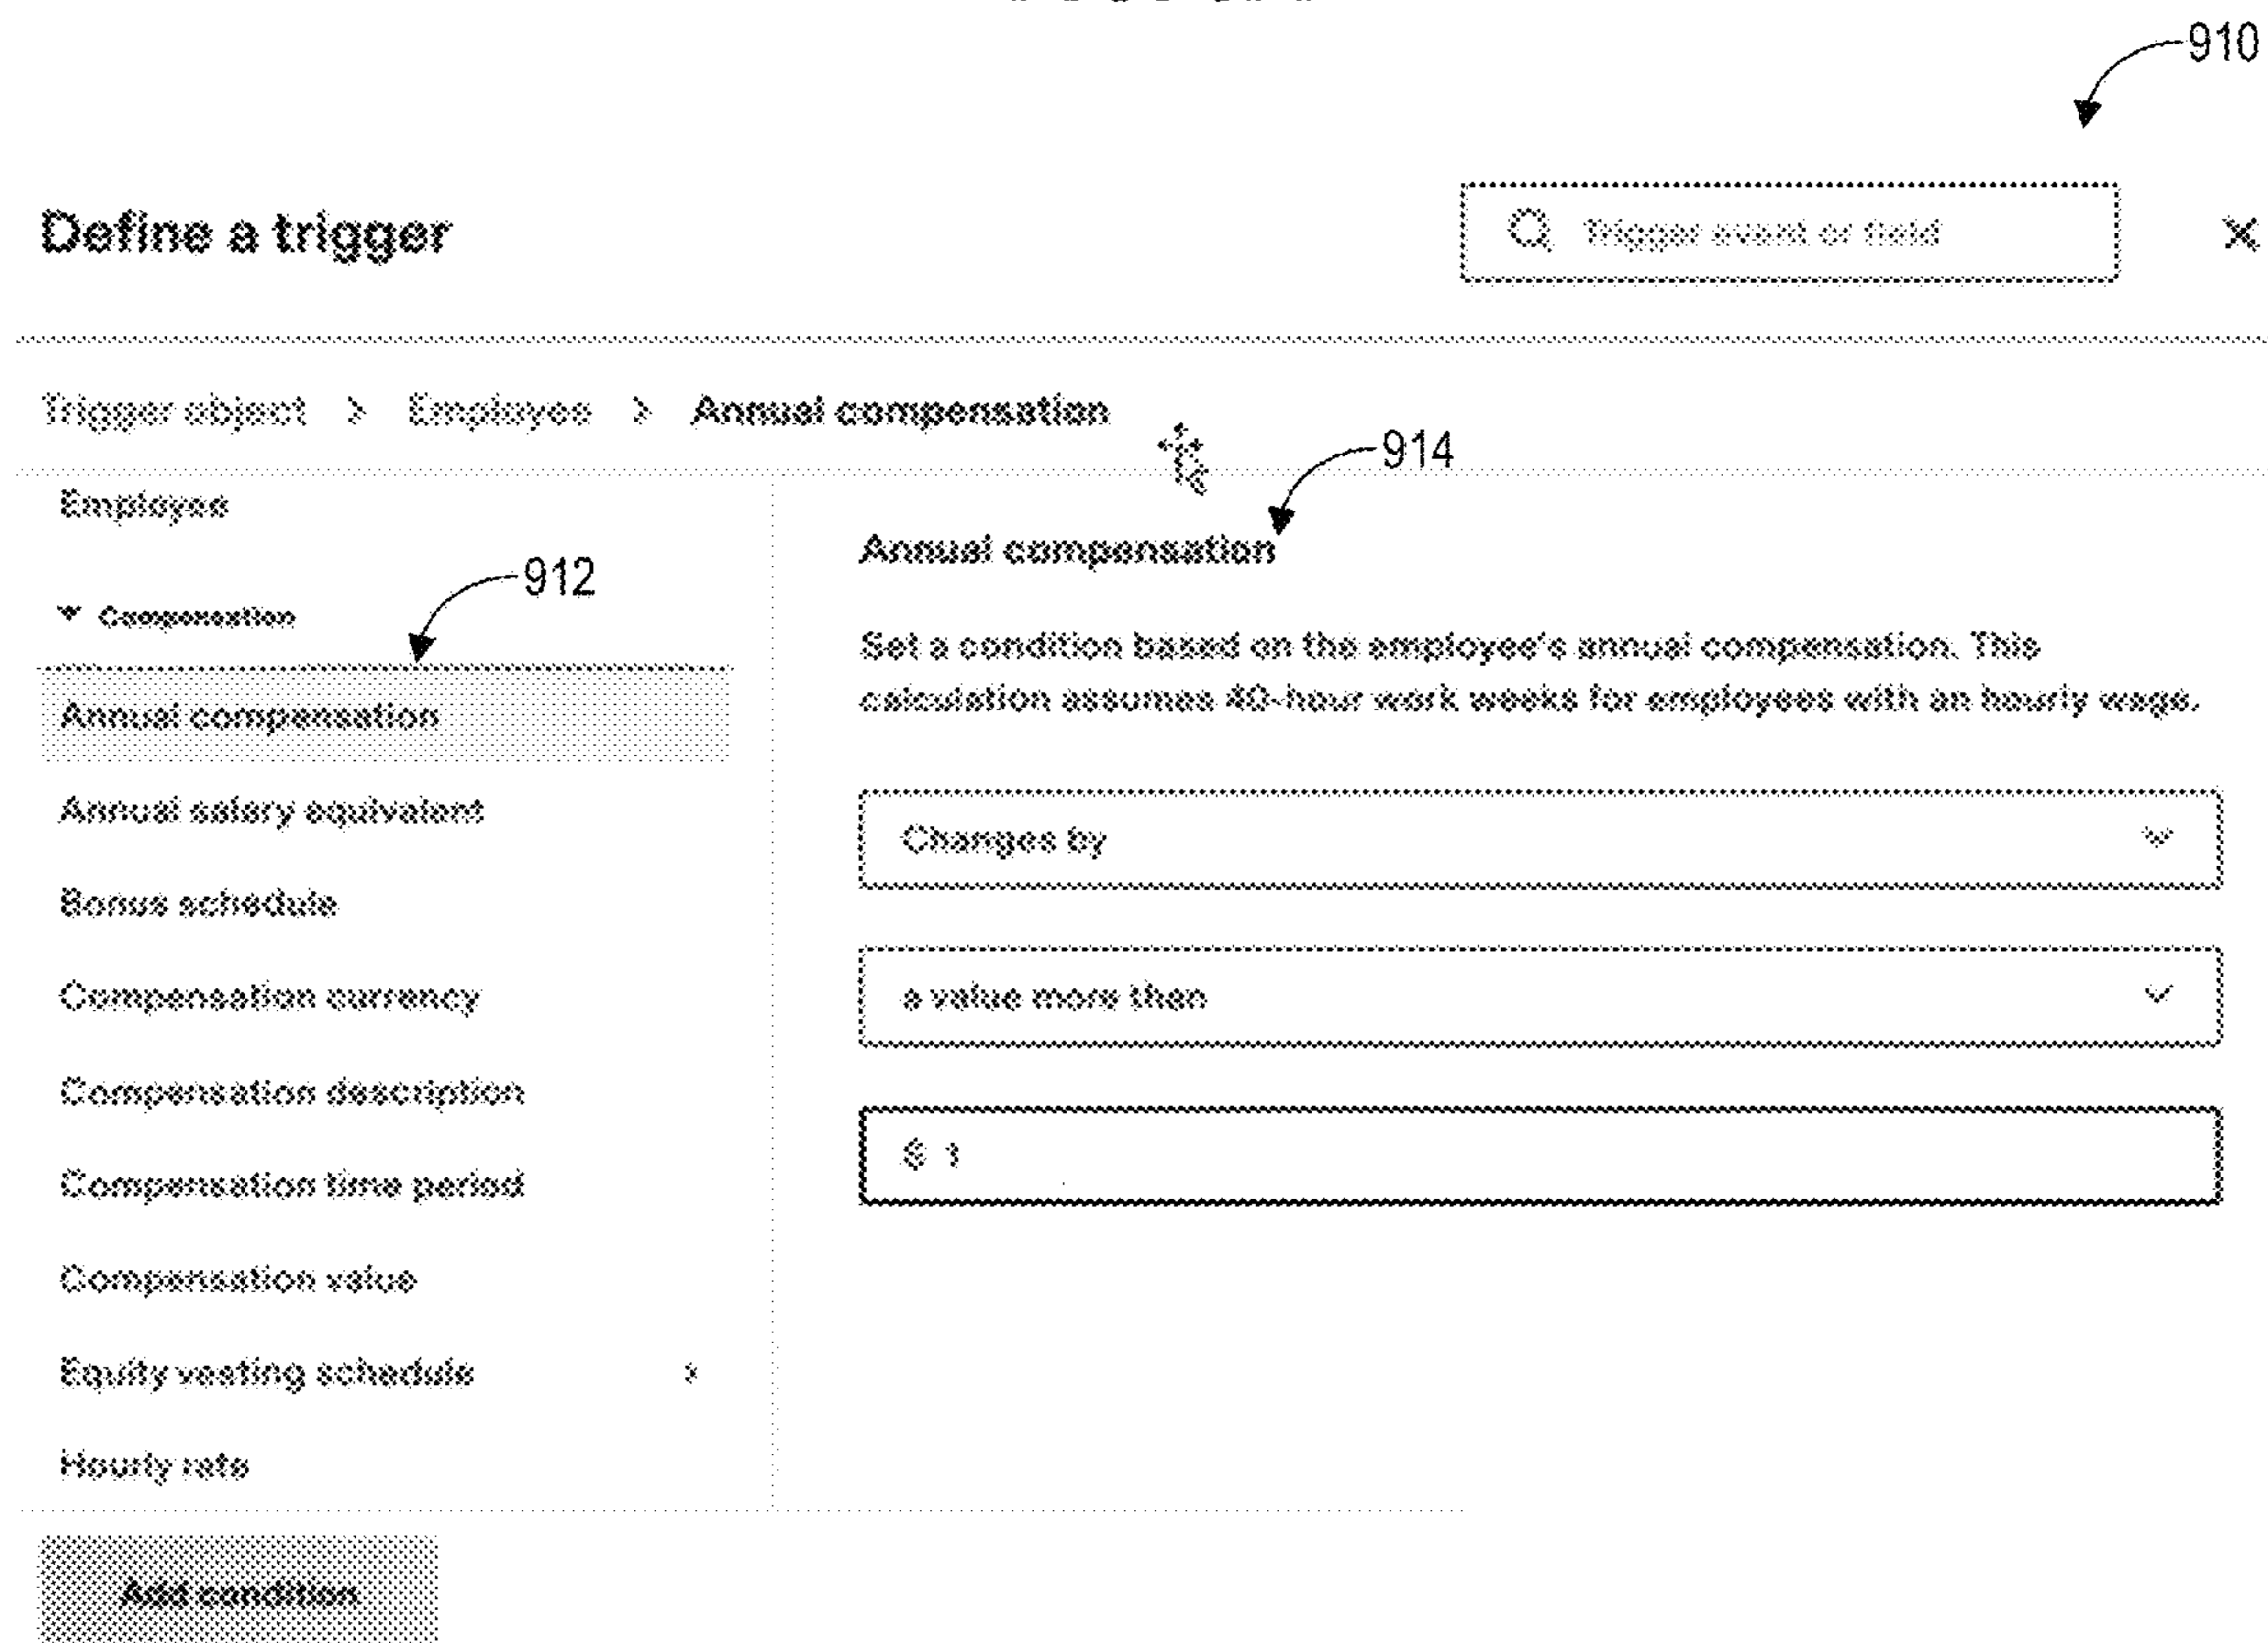 910
Define a trigger
Trigger event or field
Trigger object > Employee > Annual compensation
914
Employee
912
Compensation
Annual compensation
Annual salary equivalent
Bonus schedule
Compensation currency
Compensation description
Compensation time period
Compensation value
Equity vesting schedule >
Hourly rate
Add condition
Annual compensation
Set a condition based on the employee's annual compensation. This
calculation assumes 40-hour work weeks for employees with an hourly wage.
Changes by
a value more than
$ 1